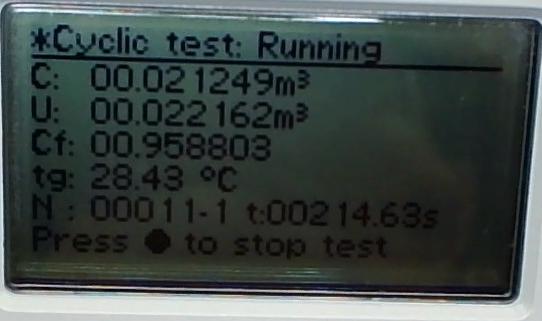 *Cyclic test: Running
C: 00.021249m³
U: 00.022162m³
Cf: 00.958803
tg: 28.43 °C
N : 00011-1 t:00214.63s
Press ● to stop test